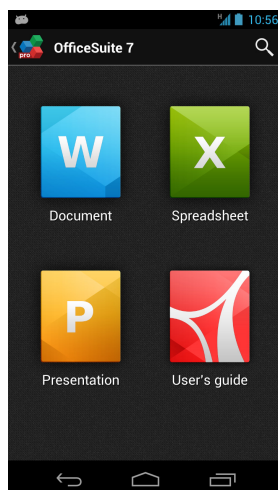 H 10:56
pro OfficeSuite 7
W X
Document Spreadsheet
P
Presentation User's guide